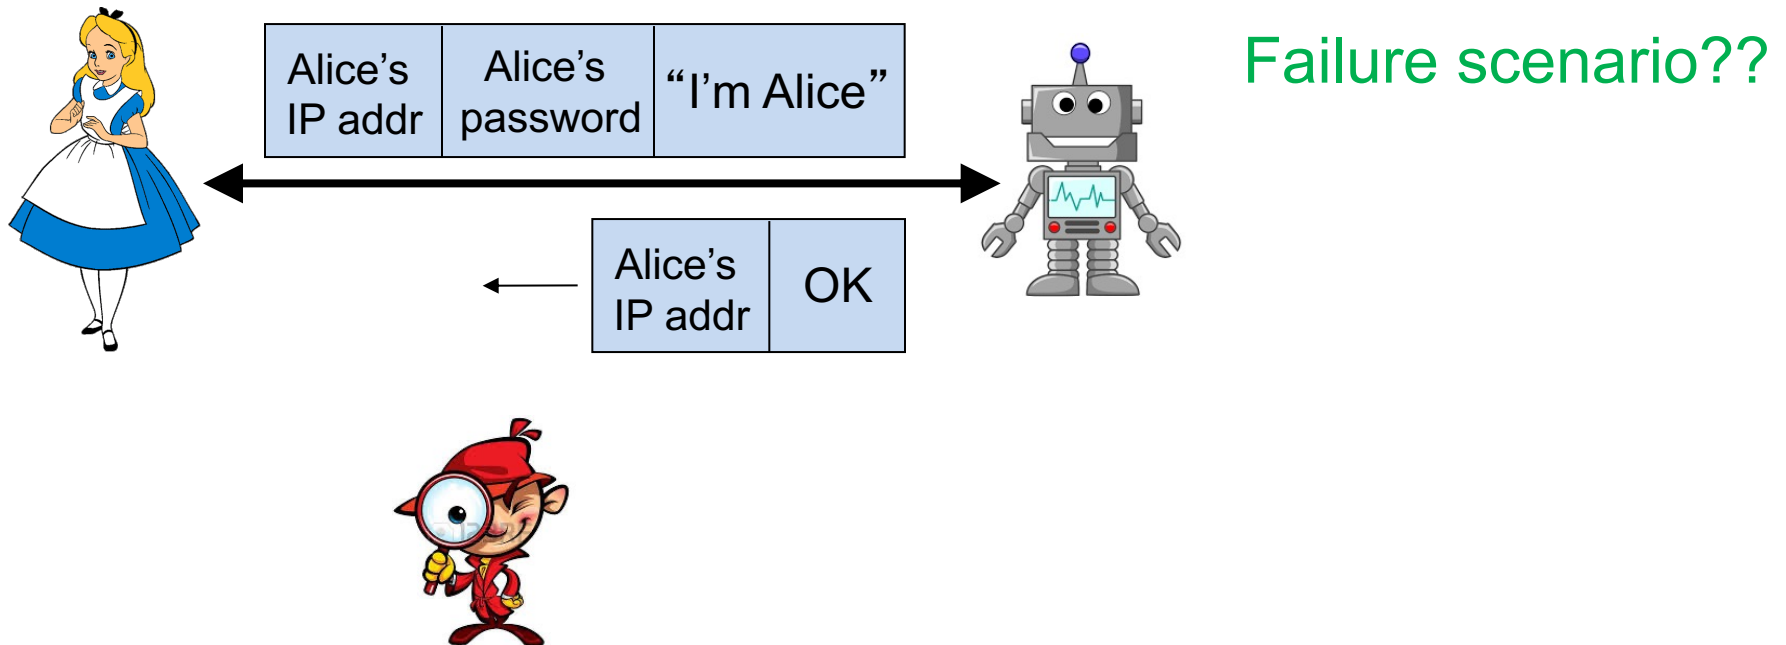 Alice’s
IP addr
Alice’s
password
“I’m Alice”
Failure scenario??
Alice’s
IP addr
OK